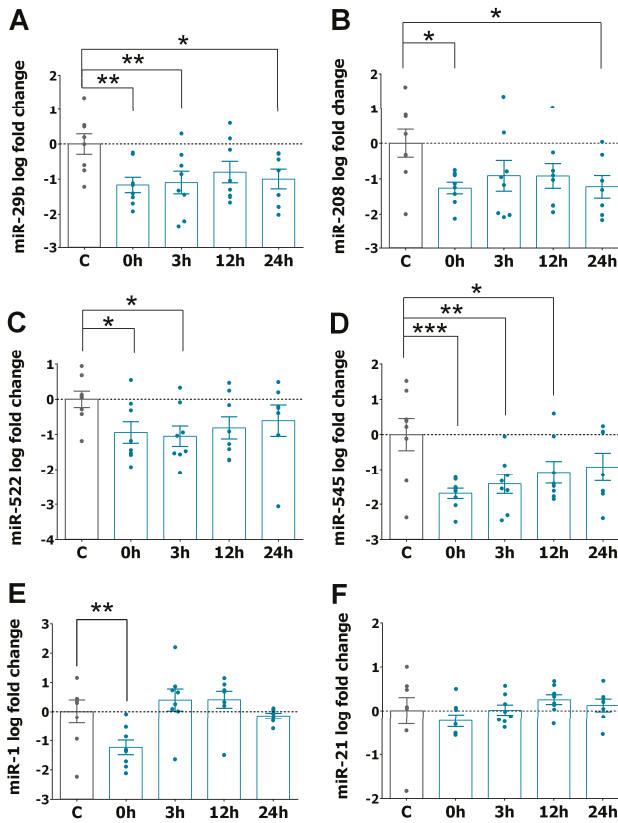 A
B
*
**
**
*
*
miR-29b log fold change
2
1
0
-1
-2
-3
C 0h 3h 12h 24h
miR-208 log fold change
2
1
0
-1
-2
-3
C 0h 3h 12h 24h
C
D
*
*
*
**
***
miR-522 log fold change
1
0
-1
-2
-3
-4
C 0h 3h 12h 24h
miR-545 log fold change
2
1
0
-1
-2
-3
C 0h 3h 12h 24h
E
F
**
miR-1 log fold change
3
2
1
0
-1
-2
-3
C 0h 3h 12h 24h
miR-21 log fold change
2
1
0
-1
2
C 0h 3h 12h 24h